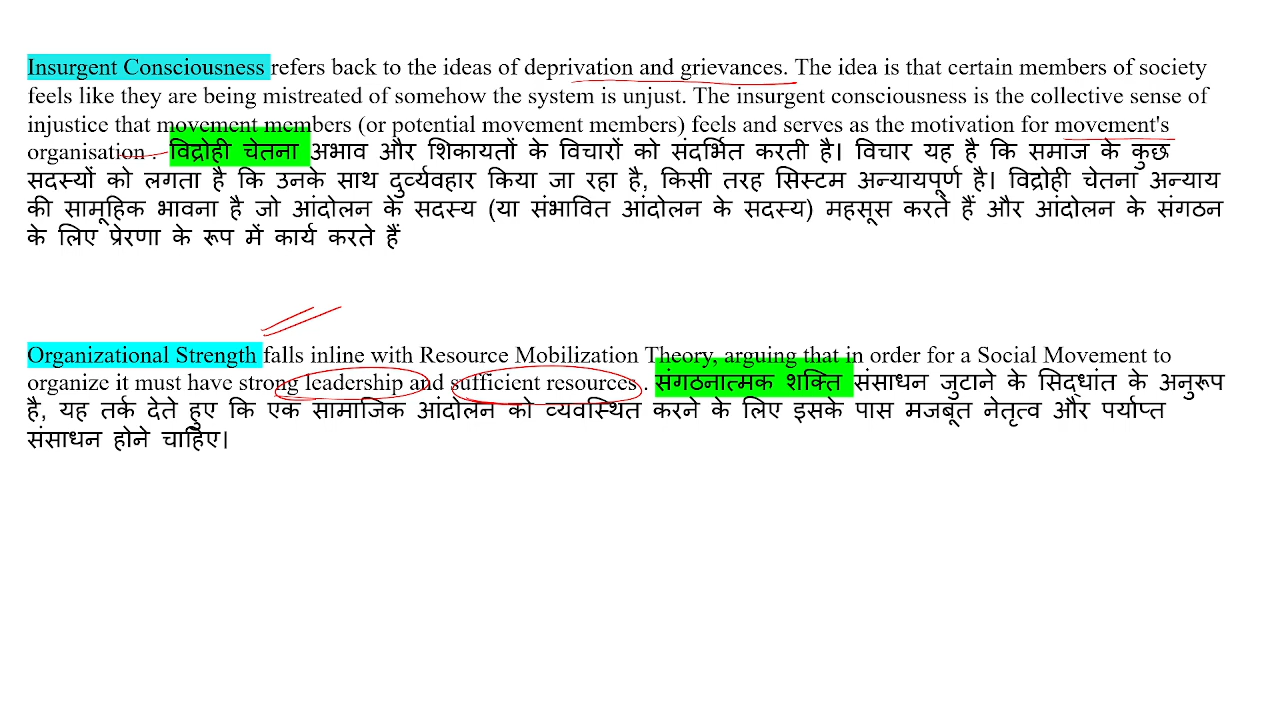 Insurgent Consciousness refers back to the ideas of deprivation and grievances. The idea is that certain members of society
feels like they are being mistreated of somehow the system is unjust. The insurgent consciousness is the collective sense of
injustice that movement members (or potential movement members) feels and serves as the motivation for movement's
organisation . विद्रोही चेतना अभाव और शिकायतों के विचारों को संदर्भित करती है। विचार यह है कि समाज के कुछ
सदस्यों को लगता है कि उनके साथ दुर्व्यवहार किया जा रहा है, किसी तरह सिस्टम अन्यायपूर्ण है। विद्रोही चेतना अन्याय
की सामूहिक भावना है जो आंदोलन के सदस्य (या संभावित आंदोलन के सदस्य) महसूस करते हैं और आंदोलन के संगठन
के लिए प्रेरणा के रूप में कार्य करते हैं
Organizational Strength falls inline with Resource Mobilization Theory, arguing that in order for a Social Movement to
organize it must have strong leadership and sufficient resources . संगठनात्मक शक्ति संसाधन जुटाने के सिद्धांत के अनुरूप
है, यह तर्क देते हुए कि एक सामाजिक आंदोलन को व्यवस्थित करने के लिए इसके पास मजबूत नेतृत्व और पर्याप्त
संसाधन होने चाहिए।